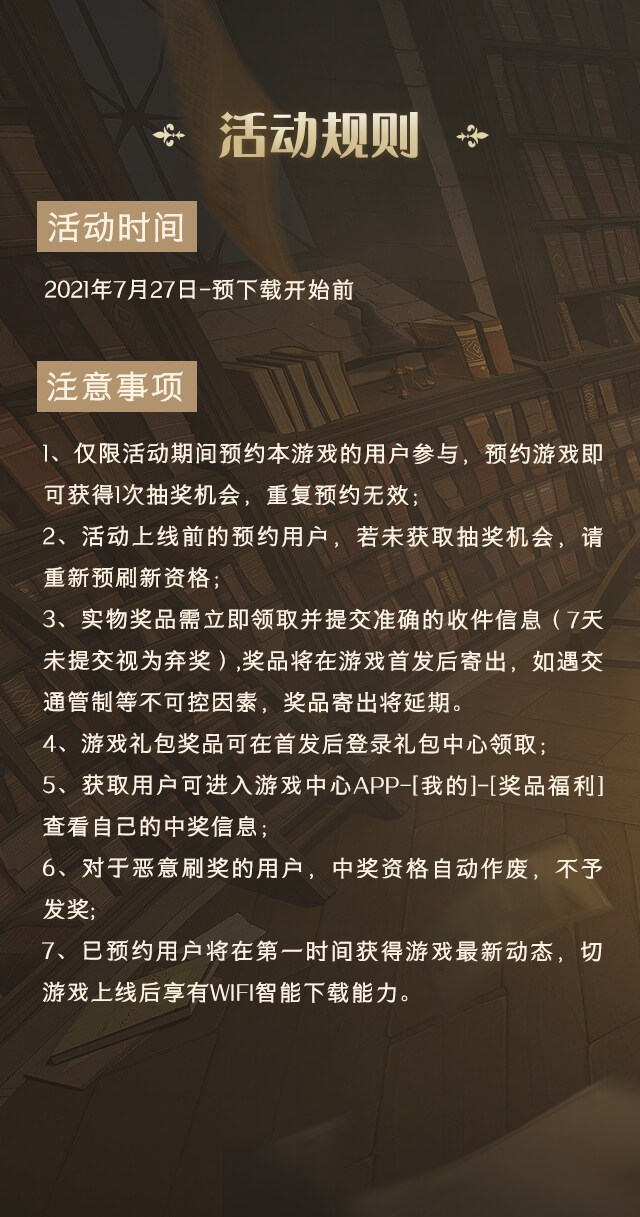 活动规则
活动时间
2021年7月27日-预下载开始前
注意事项
1、仅限活动期间预约本游戏的用户参与，预约游戏即
可获得1次抽奖机会，重复预约无效；
2、活动上线前的预约用户，若未获取抽奖机会，请
重新预刷新资格；
3、实物奖品需立即领取并提交准确的收件信息（7天
未提交视为弃奖）,奖品将在游戏首发后寄出，如遇交
通管制等不可控因素，奖品寄出将延期。
4、游戏礼包奖品可在首发后登录礼包中心领取；
5、获取用户可进入游戏中心APP-[我的]-[奖品福利]
查看自己的中奖信息；
6、对于恶意刷奖的用户，中奖资格自动作废，不予
发奖;
7、已预约用户将在第一时间获得游戏最新动态，切
游戏上线后享有WIFI智能下载能力。